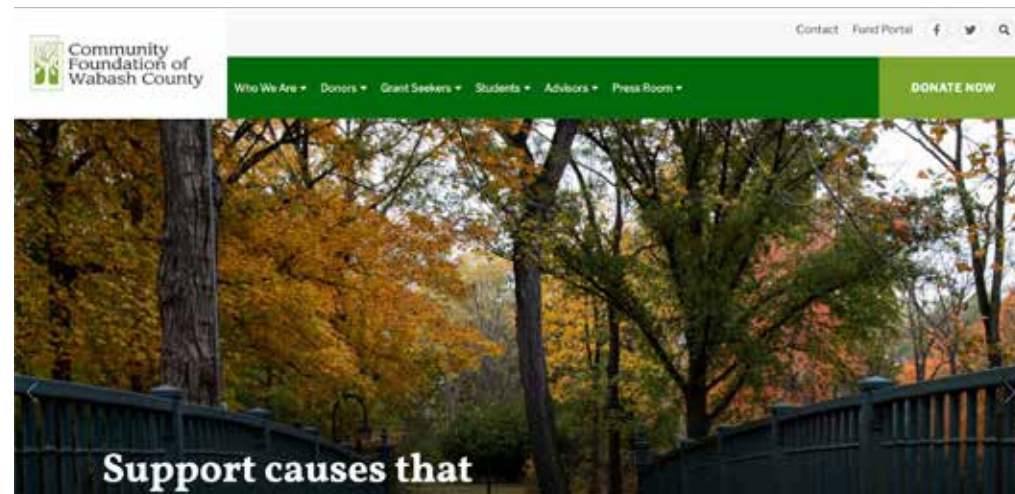 Contact Fund Portal
Community
Foundation of
Wabash County
Who We Are Donors Grant Seekers Students Advisors Press Room
DONATE NOW
Support causes that